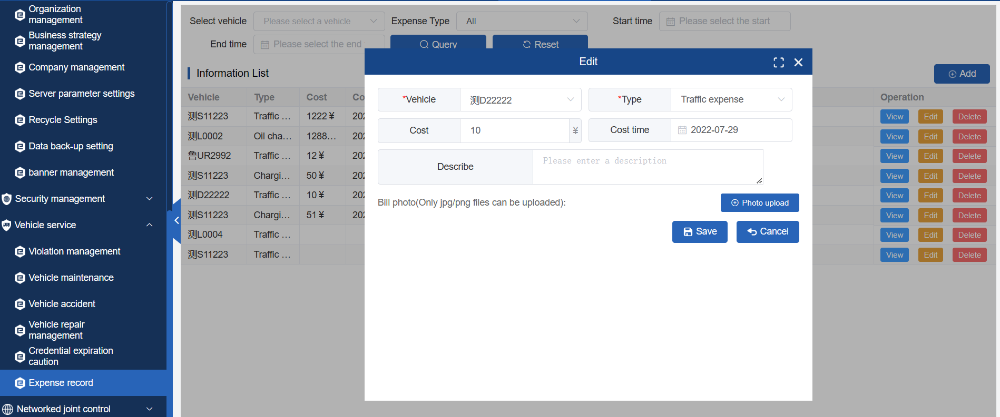 Organization
management
Business strategy
management
Company management
Server parameter settings
Recycle Settings
Data back-up setting
banner management
Security management
Vehicle service
Violation management
Vehicle maintenance
Vehicle accident
Vehicle repair
management
Credential expiration
caution
Expense record
Networked joint control
Select vehicle Please select a vehicle Expense Type All Start time Please select the start
End time Please select the end Query Reset
Information List
Add
Vehicle Type Cost Co Operation
测S11223 Traffic ... 1222 ¥ 202 View Edit Delete
测L0002 Oil cha... 1288... 202 View Edit Delete
鲁UR2992 Traffic ... 12 ¥ 202 View Edit Delete
测S11223 Chargi... 50 ¥ 202 View Edit Delete
测D22222 Traffic ... 10 ¥ 202 View Edit Delete
测S11223 Chargi... 51 ¥ 202 View Edit Delete
测L0004 Traffic ... View Edit Delete
测S11223 Traffic ... View Edit Delete
Edit
*Vehicle 测D22222 *Type Traffic expense
Cost 10 ¥ Cost time 2022-07-29
Describe Please enter a description
Bill photo(Only jpg/png files can be uploaded): Photo upload
Save Cancel